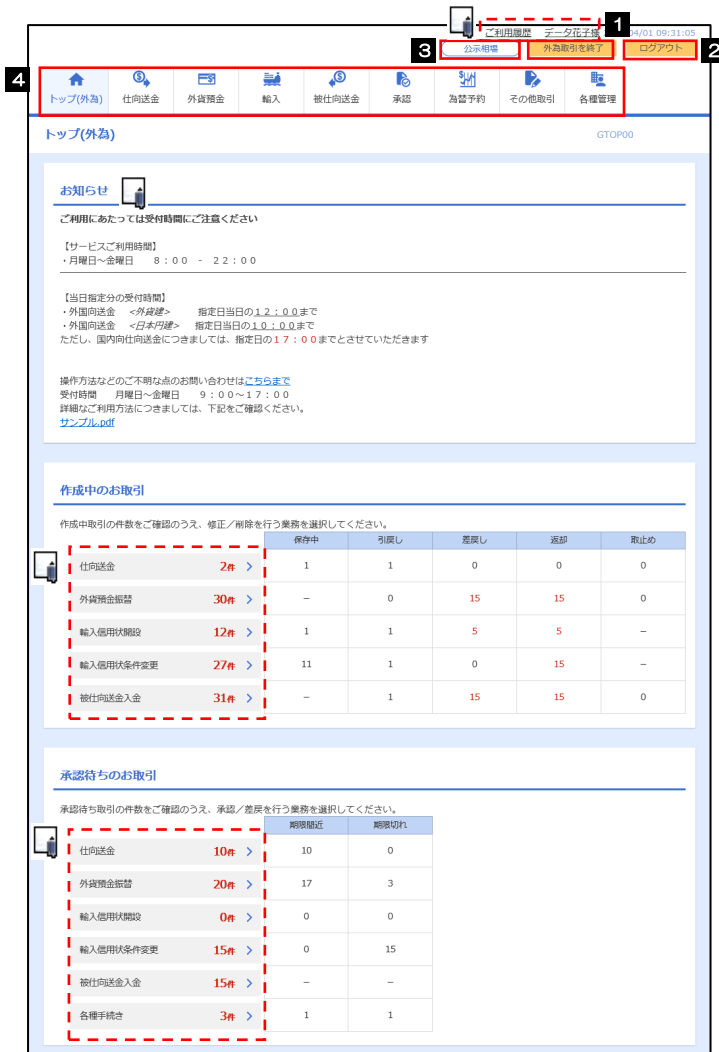 1
ご利用履歴 データ花子様 04/01 09:31:05
3 公示相場 外為取引を終了 ログアウト 2
4
トップ(外為) 仕向送金 外貨預金 輸入 被仕向送金 承認 為替予約 その他取引 各種管理
トップ(外為) GTOP00
お知らせ
ご利用にあたっては受付時間にご注意ください
【サービスご利用時間】
・月曜日～金曜日 8:00 - 22:00
【当日指定分の受付時間】
・外国向送金 <外貨建> 指定日当日の12:00まで
・外国向送金 <日本円建> 指定日当日の10:00まで
ただし、国内向仕向送金につきましては、指定日の17:00までとさせていただきます
操作方法などのご不明な点のお問い合わせはこちらまで
受付時間 月曜日～金曜日 9:00～17:00
詳細なご利用方法につきましては、下記をご確認ください。
サンプル.pdf
作成中のお取引
作成中取引の件数をご確認のうえ、修正／削除を行う業務を選択してください。
保存中 引戻し 差戻し 返却 取止め
仕向送金 2件 1 1 0 0 0
外貨預金振替 30件 － 0 15 15 0
輸入信用状開設 12件 1 1 5 5 －
輸入信用状条件変更 27件 11 1 0 15 －
被仕向送金入金 31件 － 1 15 15 0
承認待ちのお取引
承認待ち取引の件数をご確認のうえ、承認／差戻を行う業務を選択してください。
期限間近 期限切れ
仕向送金 10件 10 0
外貨預金振替 20件 17 3
輸入信用状開設 0件 0 0
輸入信用状条件変更 15件 0 15
被仕向送金入金 15件 － －
各種手続き 3件 1 1